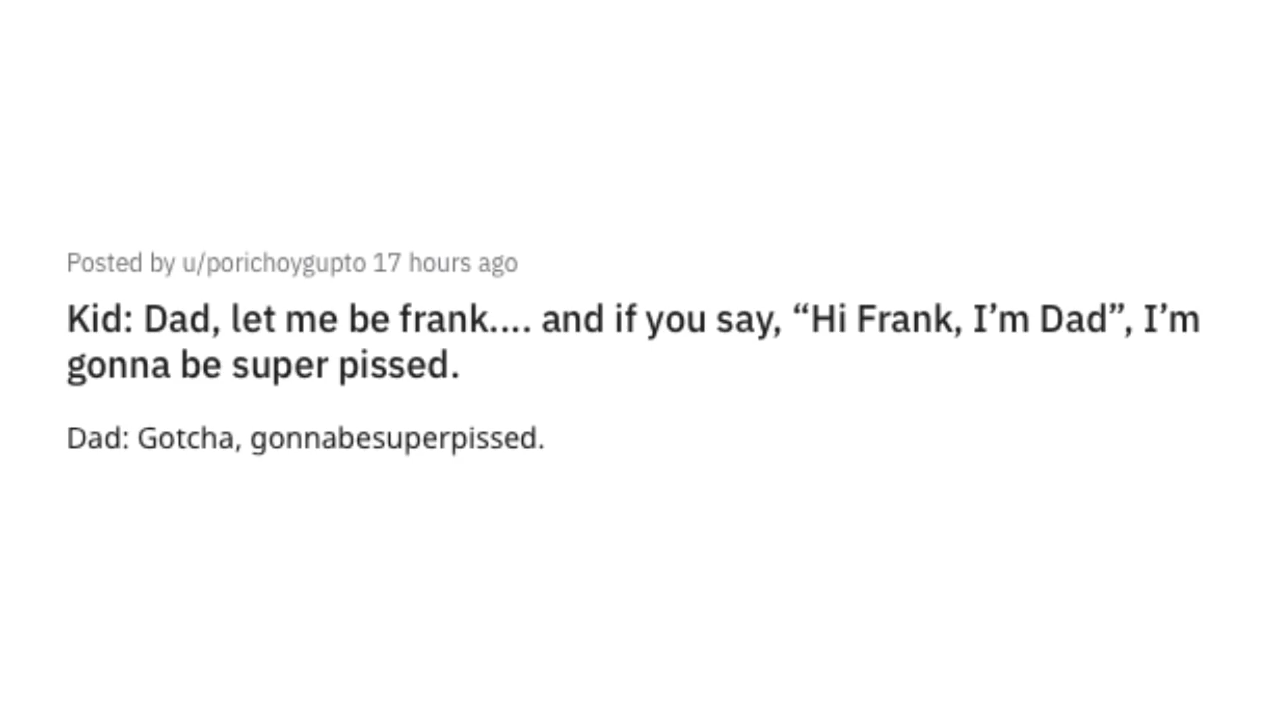 Posted by u/porichoygupto 17 hours ago
Kid: Dad, let me be frank.... and if you say, “Hi Frank, I’m Dad”, I’m
gonna be super pissed.
Dad: Gotcha, gonnabesuperpissed.